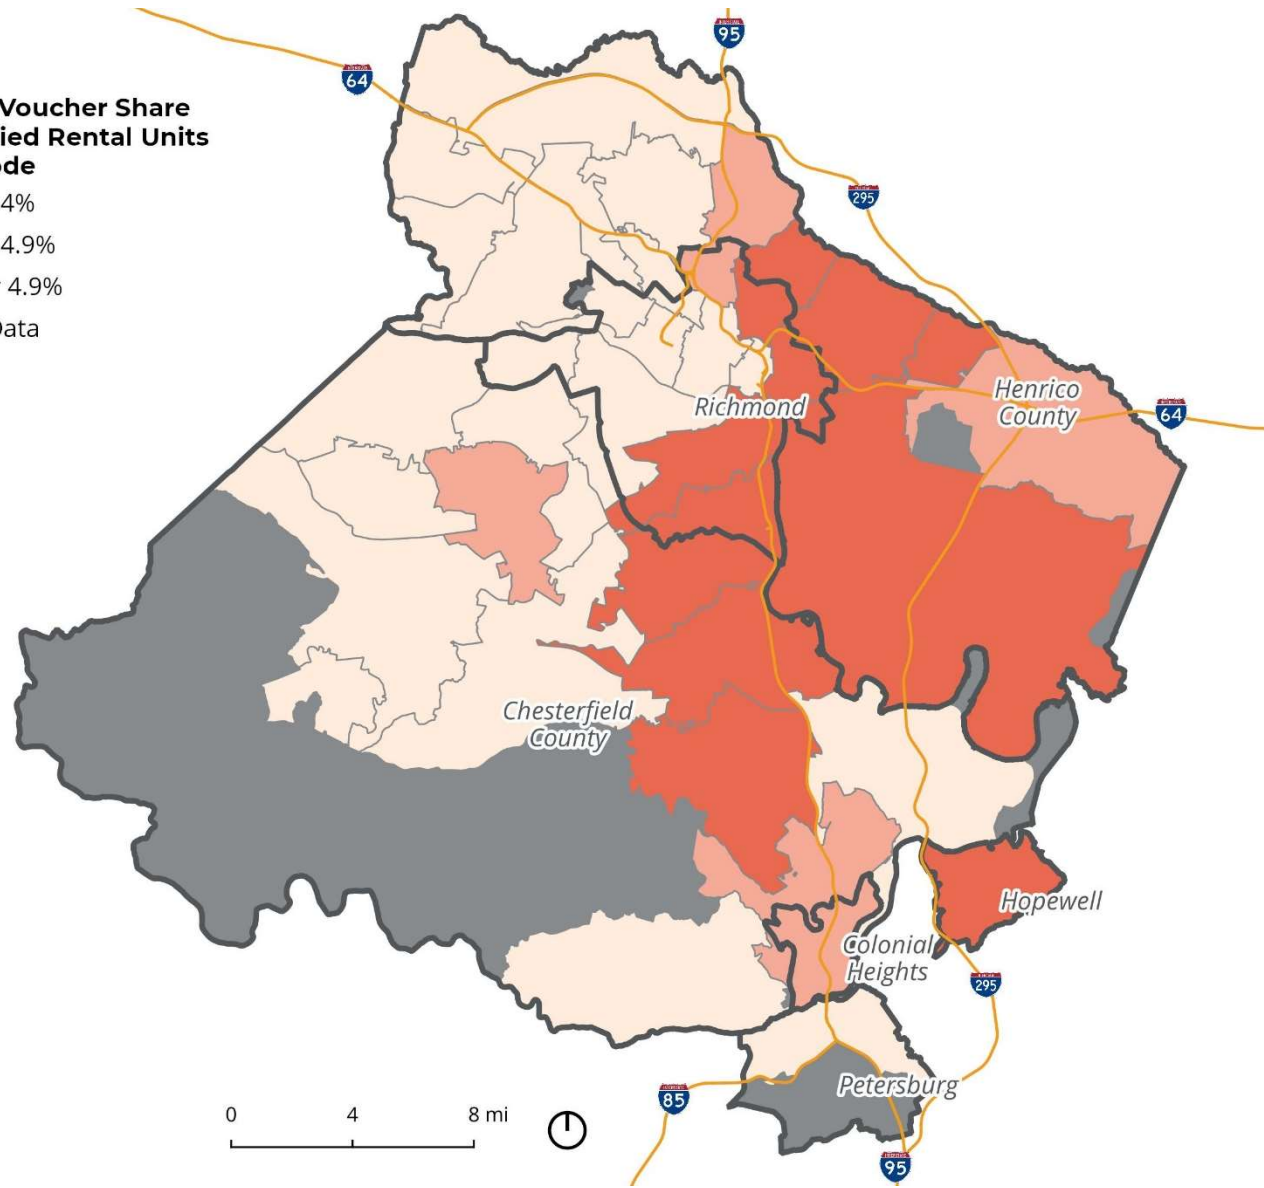 95
64
Voucher Share
ied Rental Units
de
4%
4.9%
4.9%
Data
295
Henrico
County
64
Richmond
Chesterfield
County
Hopewell
Colonial
Heights
295
Petersburg
85
0 4 8 mi
95